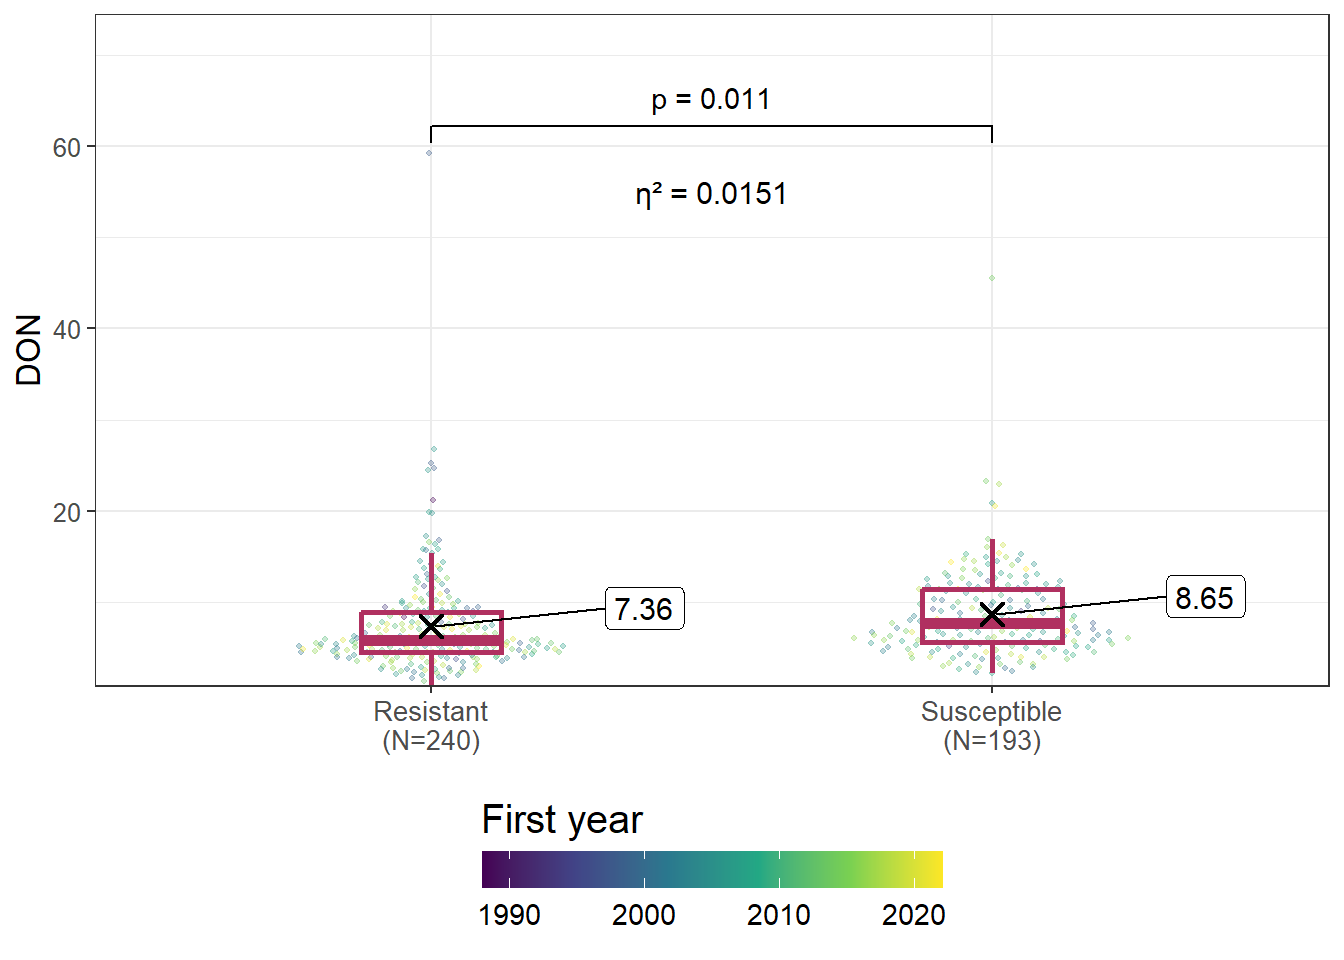 p = 0.011
η² = 0.0151
DON
60
40
20
7.36
8.65
Resistant
(N=240)
Susceptible
(N=193)
First year
1990 2000 2010 2020